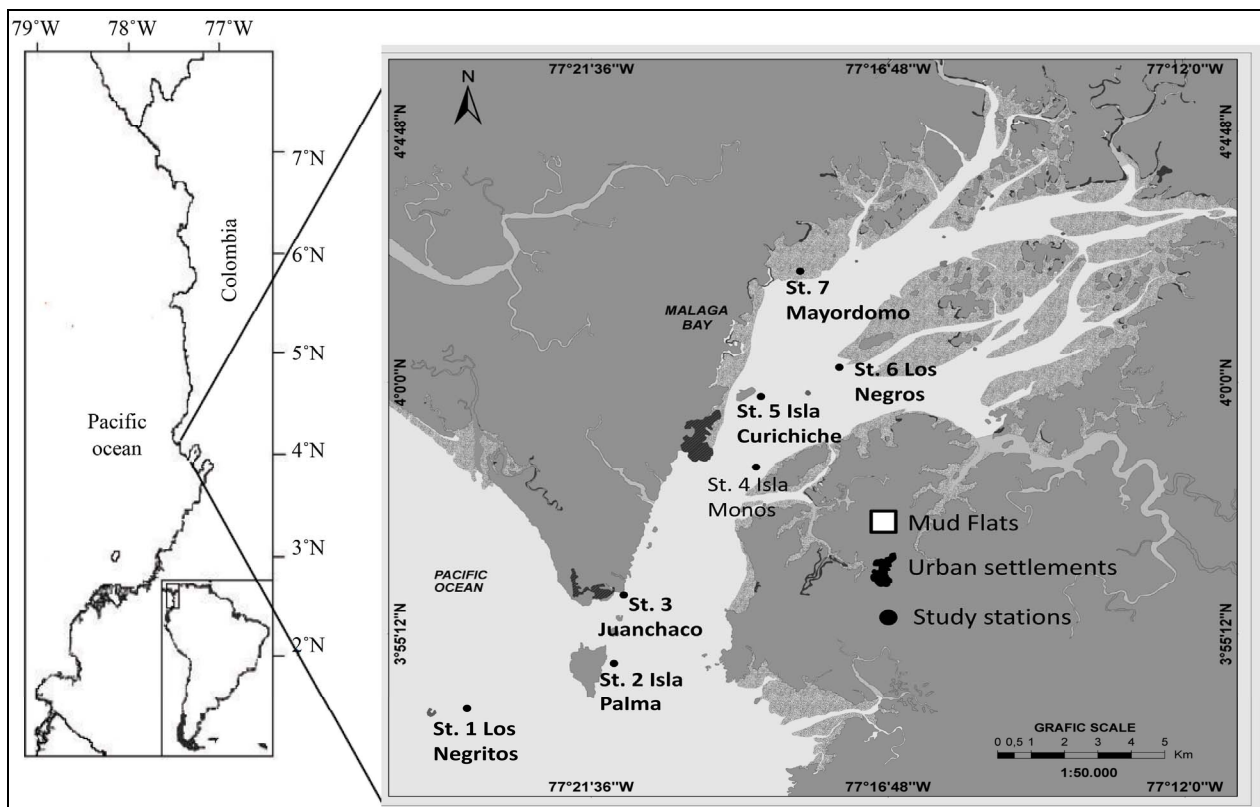 79˚W
78˚W
77˚W
7˚N
6˚N
Colombia
5˚N
Pacific
ocean
4˚N
3˚N
2˚N
77°21'36"W
77°16'48"W
77°12'0"W
N
4°4'48"N
4°4'48"N
MALAGA
BAY
St. 7
Mayordomo
St. 6 Los
Negros
4°0'0"N
4°0'0"N
St. 5 Isla
Curichiche
St. 4 Isla
Monos
Mud Flats
Urban settlements
Study stations
PACIFIC
OCEAN
St. 3
Juanchaco
3°55'12"N
3°55'12"N
St. 2 Isla
Palma
St. 1 Los
Negritos
GRAFIC SCALE
0 0,5 1 2 3 4 5
Km
1:50.000
77°21'36"W
77°16'48"W
77°12'0"W